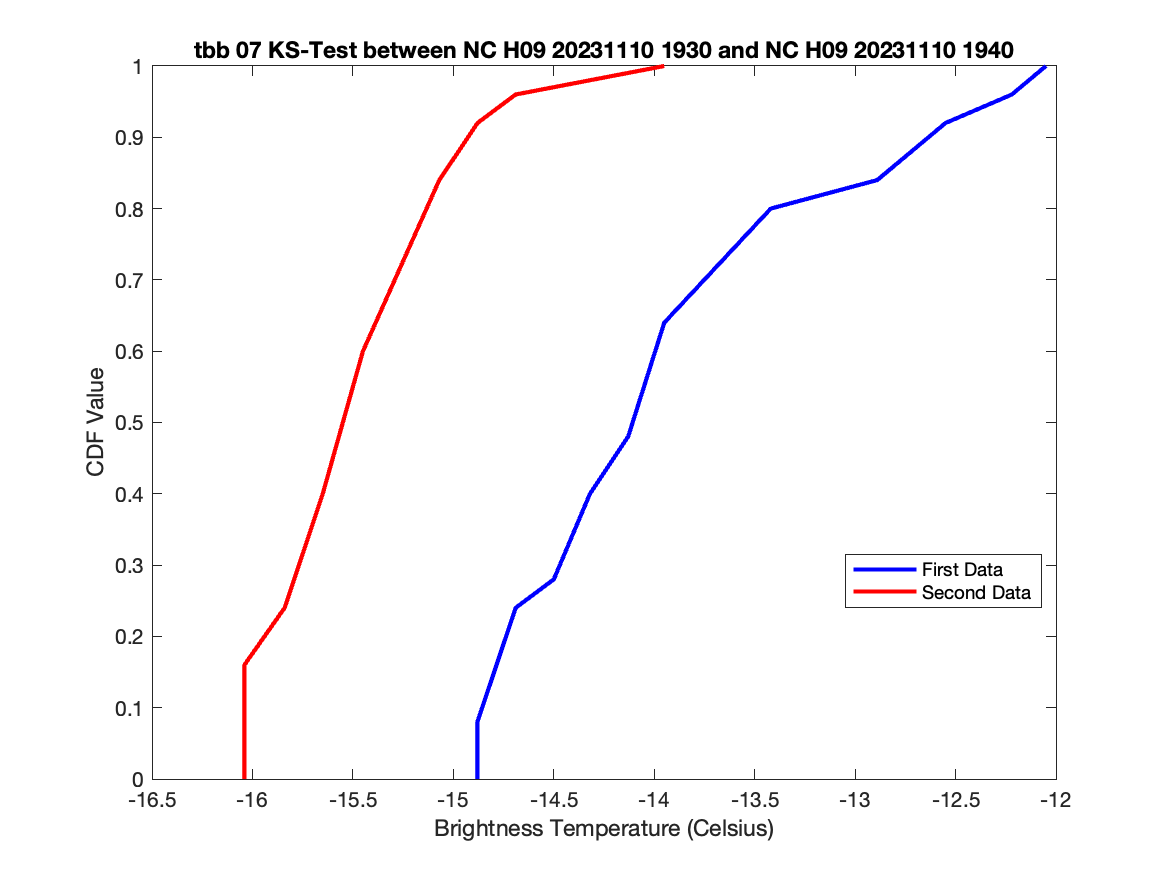 tbb 07 KS-Test between NC H09 20231110 1930 and NC H09 20231110 1940
1
0.9
0.8
0.7
0.6
0.5
0.4
0.3
0.2
0.1
0
CDF Value
First Data
Second Data
-16.5 -16 -15.5 -15 -14.5 -14 -13.5 -13 -12.5 -12
Brightness Temperature (Celsius)